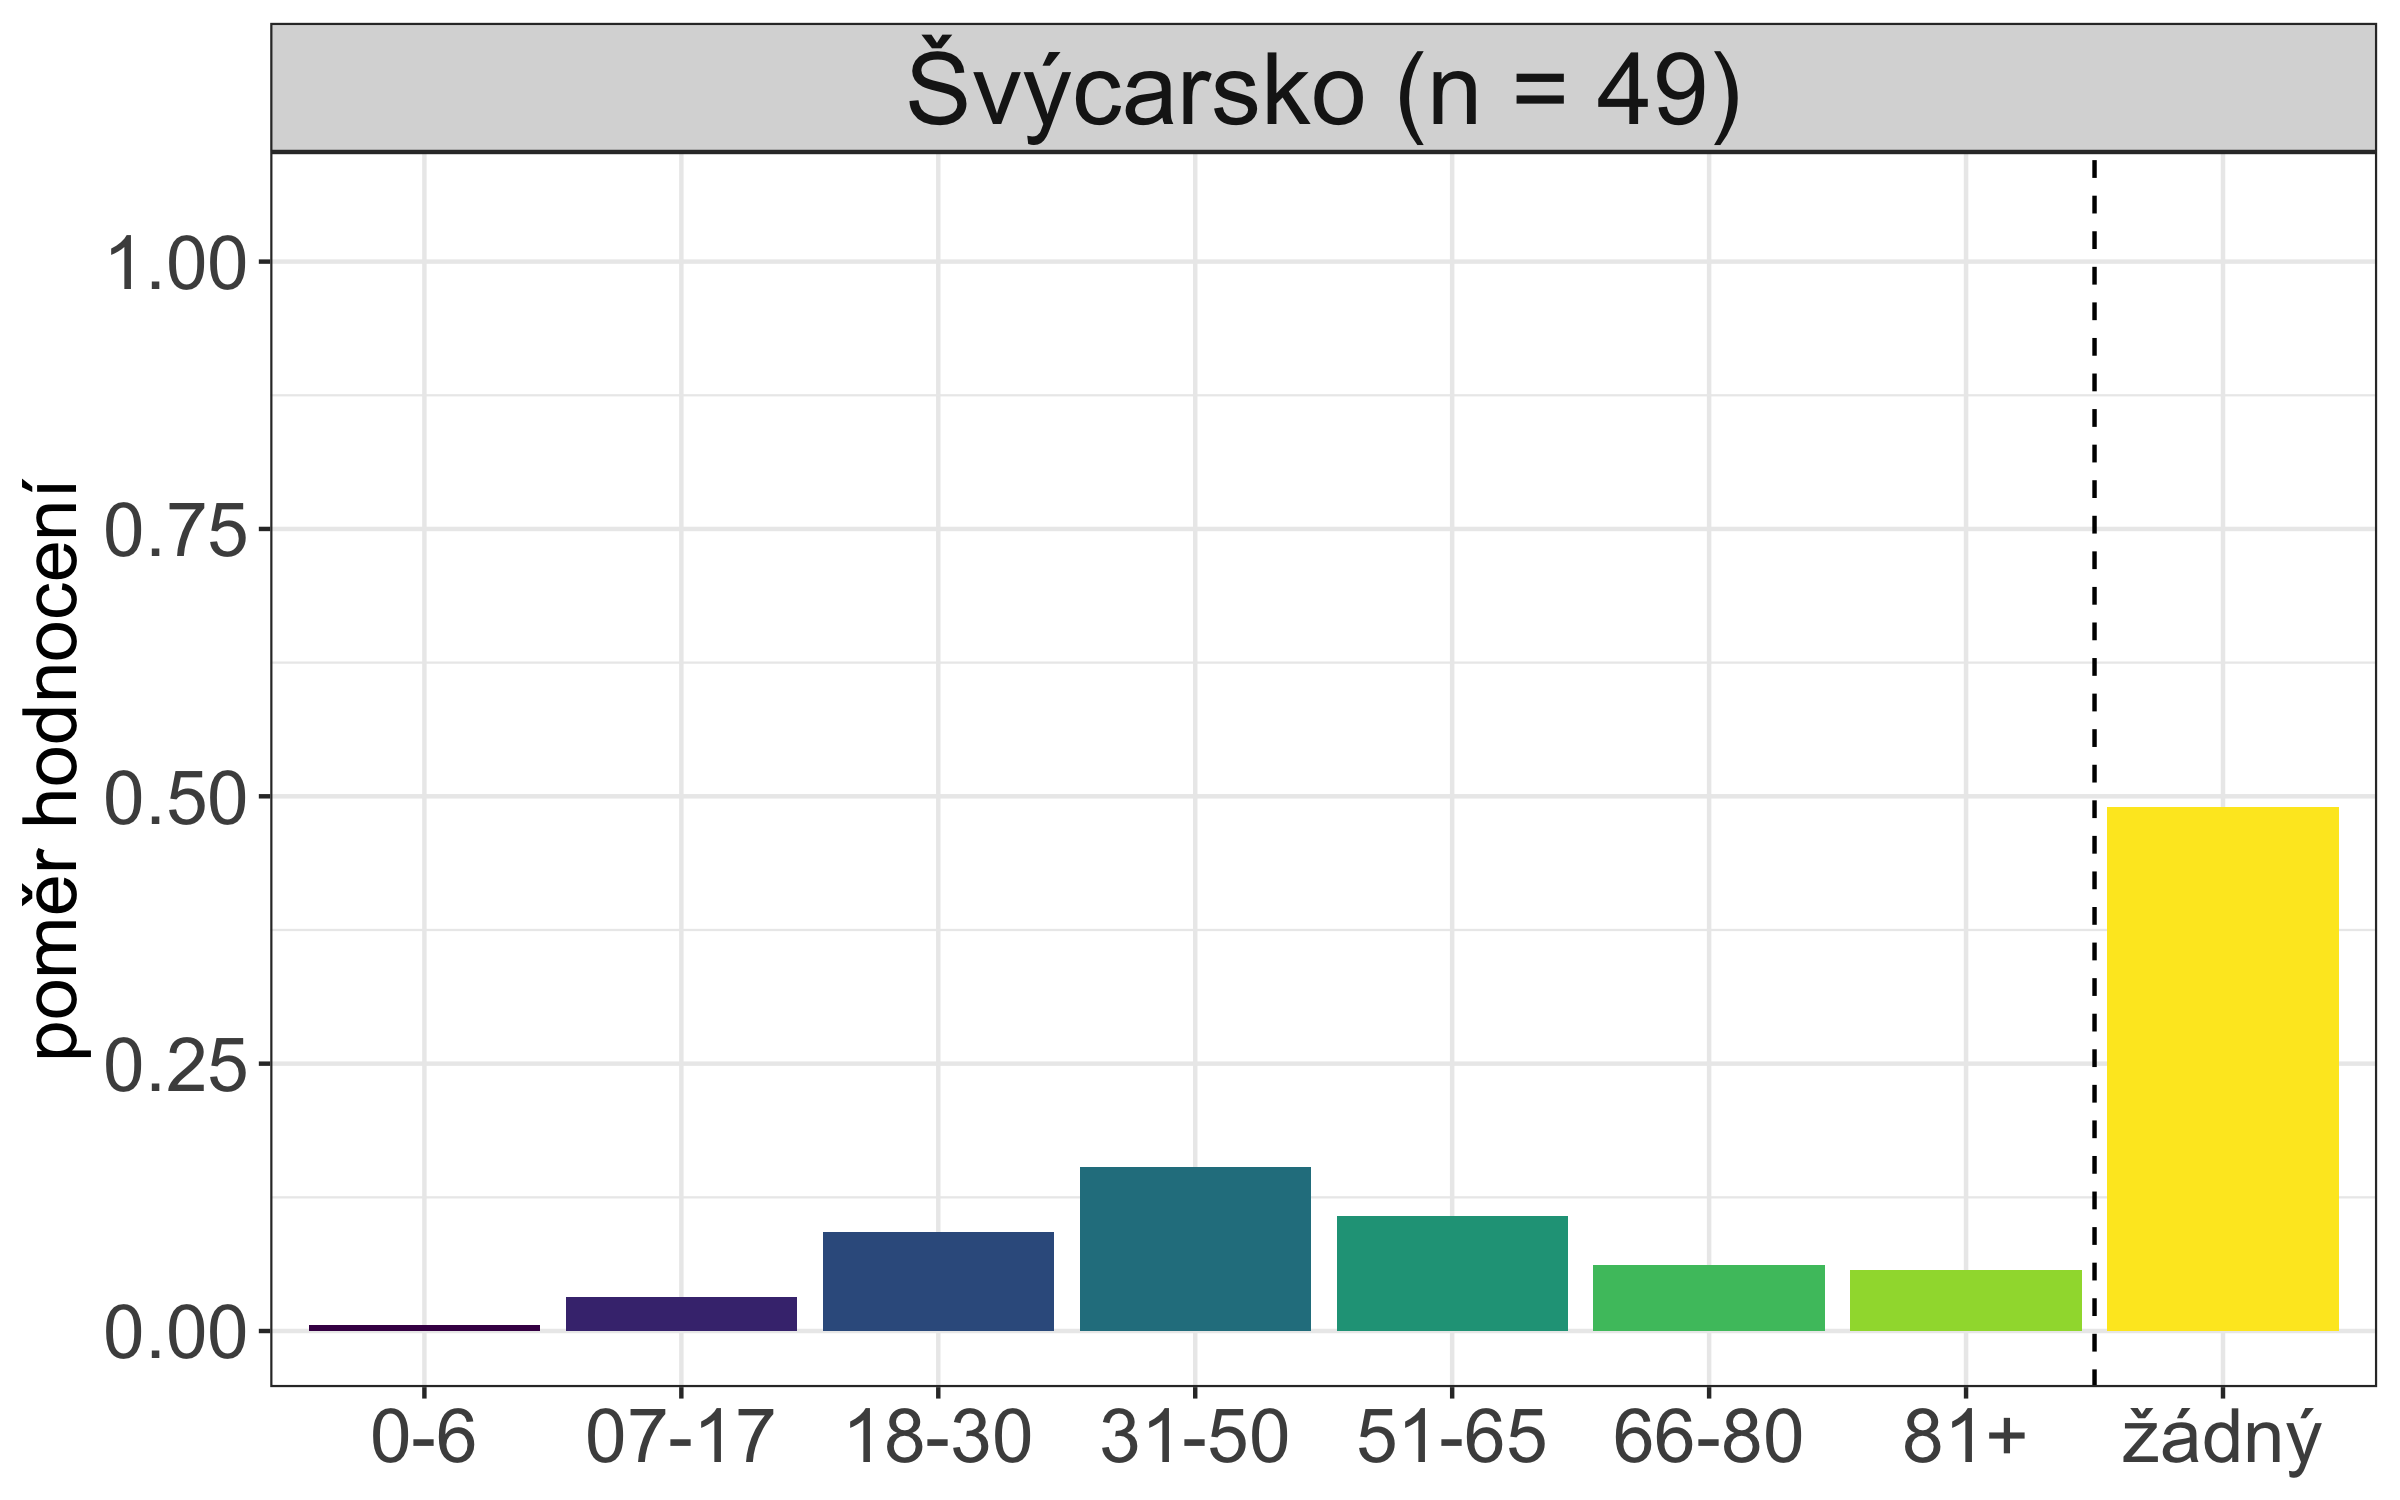 Švýcarsko (n = 49)
poměr hodnocení
1.00
0.75
0.50
0.25
0.00
0-6 07-17 18-30 31-50 51-65 66-80 81+ žádný